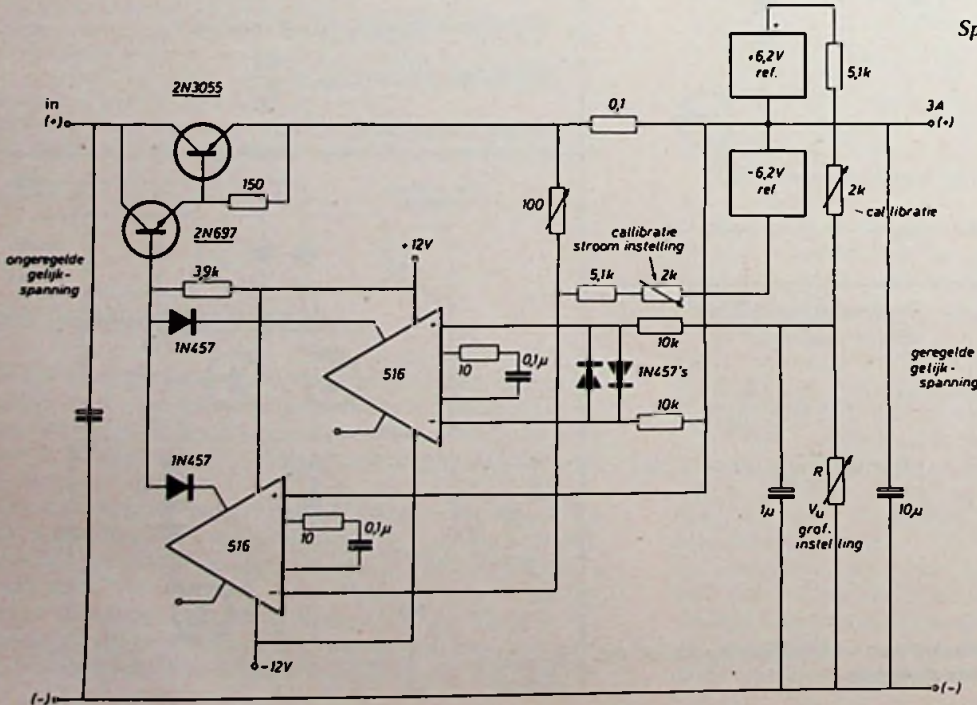 Sp
+6,2V
ref.
5,1k
2N3055
in
(+)
0,1
3A
(+)
-6,2V
ref
150
100
2k
callibratie
2N697
callibratie
stroom instelling
+12V
ongeregelde
gelijk-
spanning
3,9k
5,1k
2k
1N457
+
516
10
0,1μ
1N457's
10k
geregelde
gelijk-
spanning
10k
-
1N457
R
+
1μ
Vu
10μ
516
10
0,1μ
grof.
instelling
-
-12V
(-)
(-)